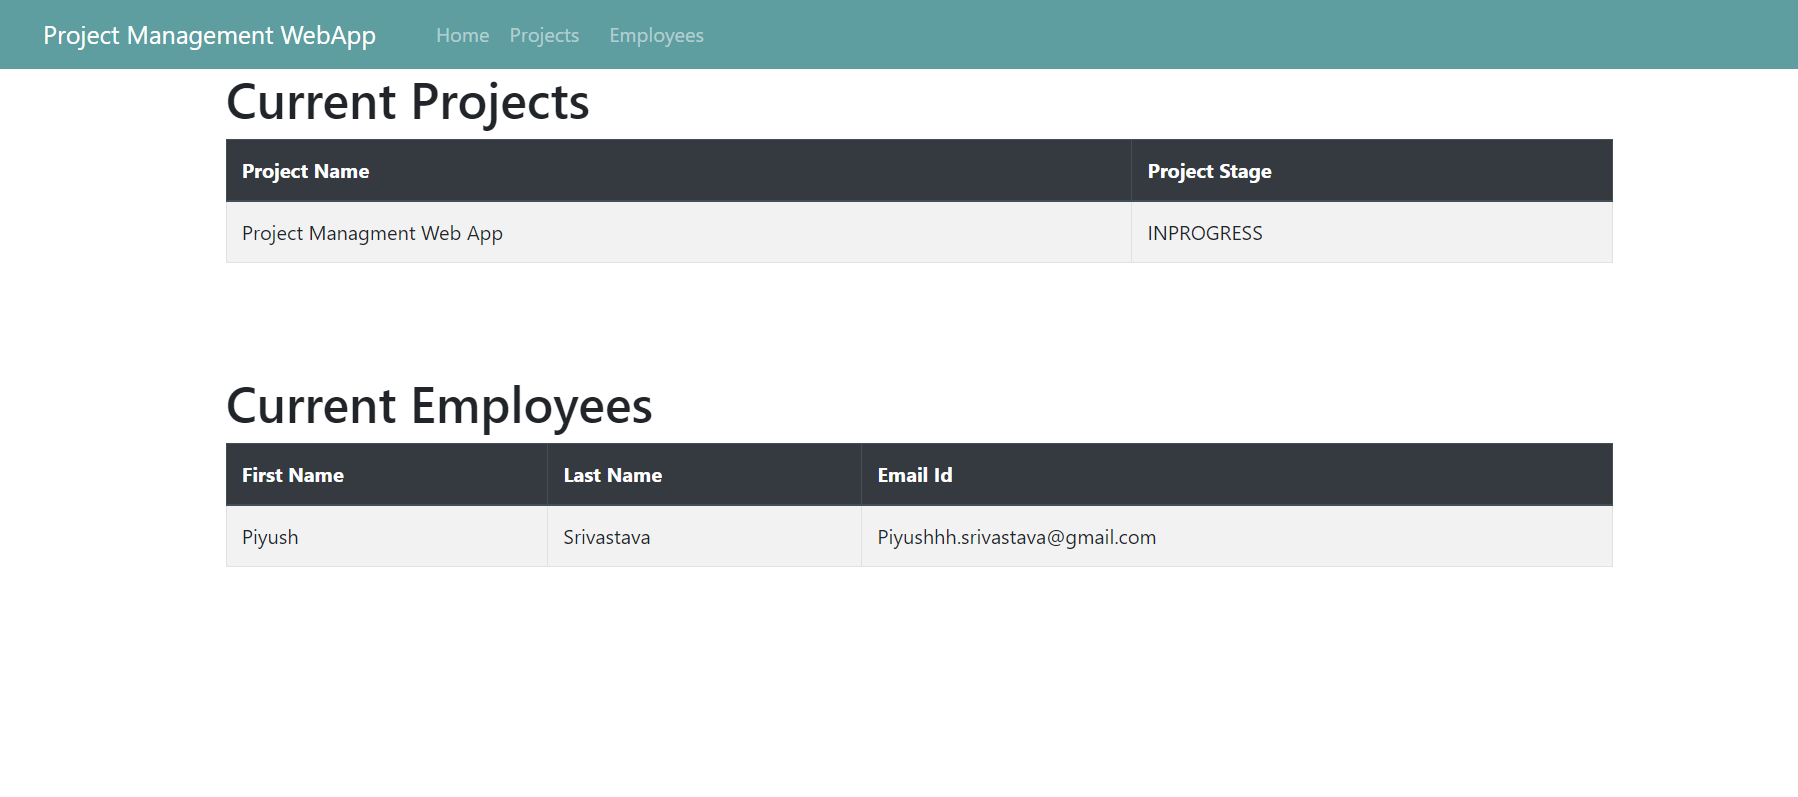 Project Management WebApp Home Projects Employees
Current Projects
Project Name Project Stage
Project Managment Web App INPROGRESS
Current Employees
First Name Last Name Email Id
Piyush Srivastava Piyushhh.srivastava@gmail.com